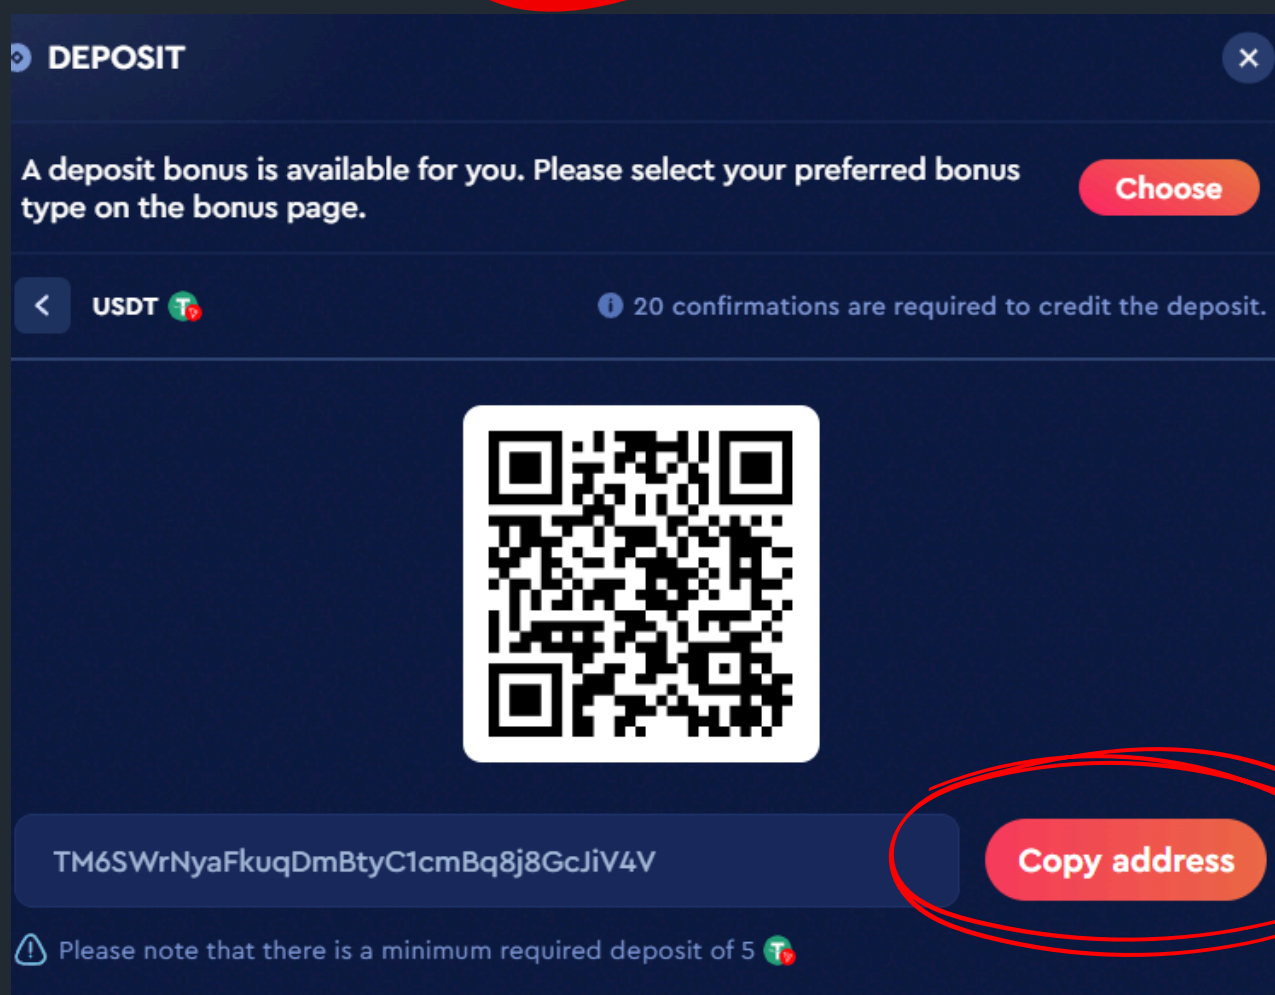 DEPOSIT
A deposit bonus is available for you. Please select your preferred bonus
type on the bonus page.
Choose
USDT
20 confirmations are required to credit the deposit.
TM6SWrNyaFkuqDmBtyC1cmBq8j8GcJiV4V
Copy address
Please note that there is a minimum required deposit of 5